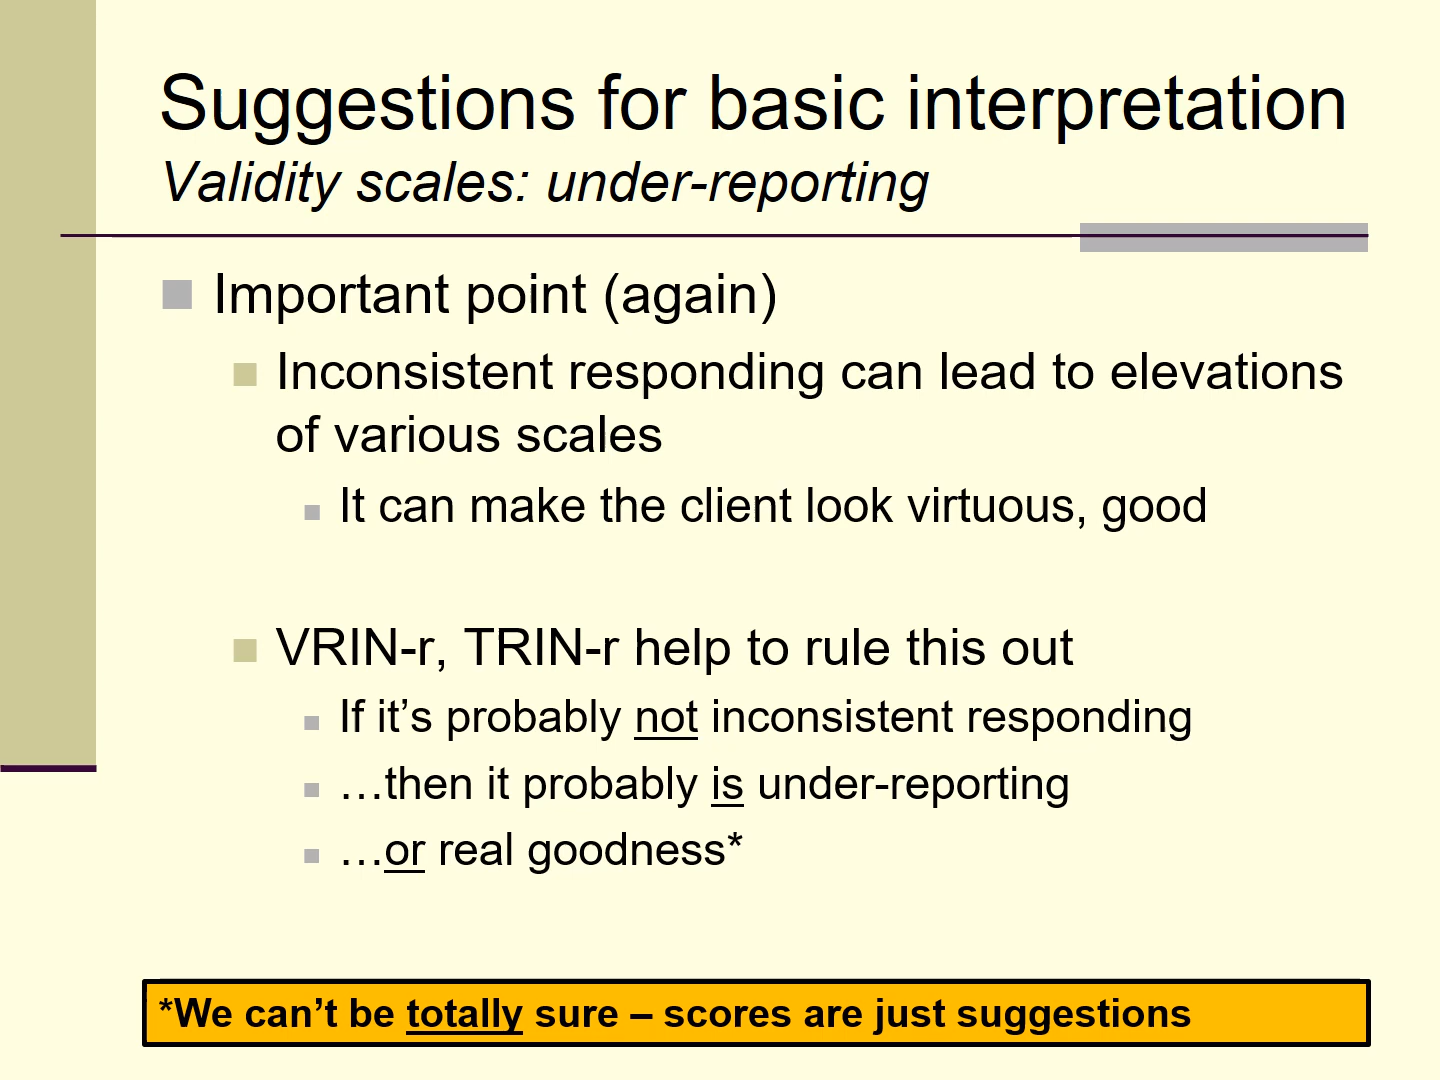 Suggestions for basic interpretation
Validity scales: under-reporting
Important point (again)
Inconsistent responding can lead to elevations
of various scales
It can make the client look virtuous, good
VRIN-r, TRIN-r help to rule this out
If it’s probably not inconsistent responding
…then it probably is under-reporting
…or real goodness*
*We can’t be totally sure – scores are just suggestions